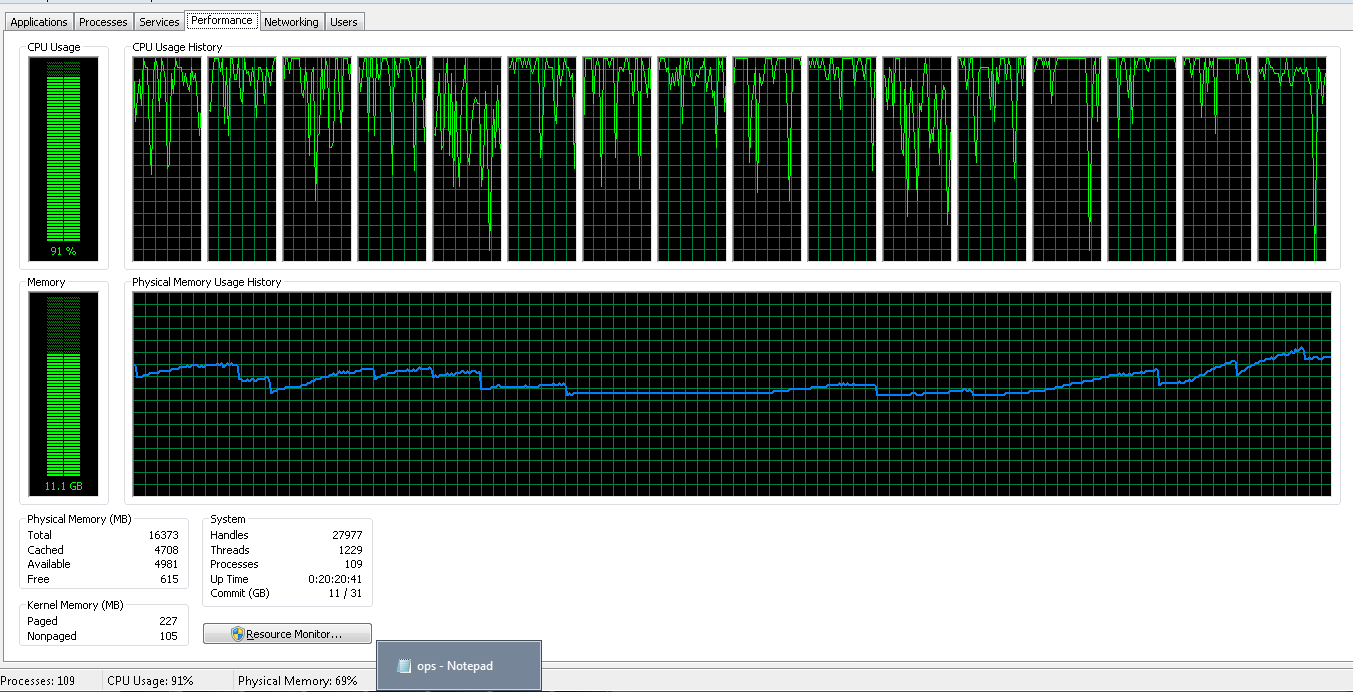 Applications Processes Services Performance Networking Users
CPU Usage
CPU Usage History
91 %
Memory
Physical Memory Usage History
11.1 GB
Physical Memory (MB)
Total 16373
Cached 4708
Available 4981
Free 615
Kernel Memory (MB)
Paged 227
Nonpaged 105
System
Handles 27977
Threads 1229
Processes 109
Up Time 0:20:20:41
Commit (GB) 11 / 31
Resource Monitor...
ops - Notepad
Processes: 109 CPU Usage: 91% Physical Memory: 69%